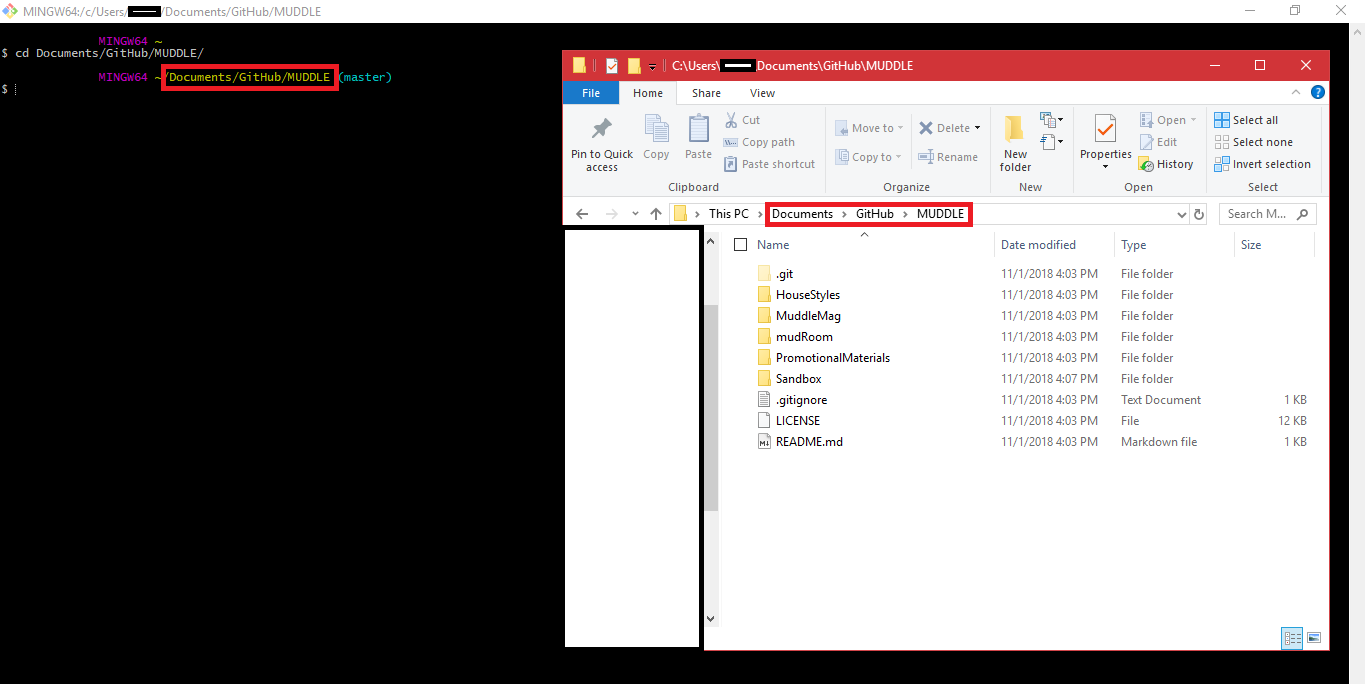 MINGW64:/c/Users/ /Documents/GitHub/MUDDLE
MINGW64 ~
$ cd Documents/GitHub/MUDDLE/
MINGW64 ~/Documents/GitHub/MUDDLE (master)
$
C:\Users\ Documents\GitHub\MUDDLE
File Home Share View
Pin to Quick access
Copy
Paste
Cut
Copy path
Paste shortcut
Clipboard
Move to
Copy to
Delete
Rename
Organize
New folder
New
Properties
Open
Edit
History
Open
Select all
Select none
Invert selection
Select
This PC > Documents > GitHub > MUDDLE
Search M...
Name Date modified Type Size
.git 11/1/2018 4:03 PM File folder
HouseStyles 11/1/2018 4:03 PM File folder
MuddleMag 11/1/2018 4:03 PM File folder
mudRoom 11/1/2018 4:03 PM File folder
PromotionalMaterials 11/1/2018 4:03 PM File folder
Sandbox 11/1/2018 4:07 PM File folder
.gitignore 11/1/2018 4:03 PM Text Document 1 KB
LICENSE 11/1/2018 4:03 PM File 12 KB
README.md 11/1/2018 4:03 PM Markdown file 1 KB